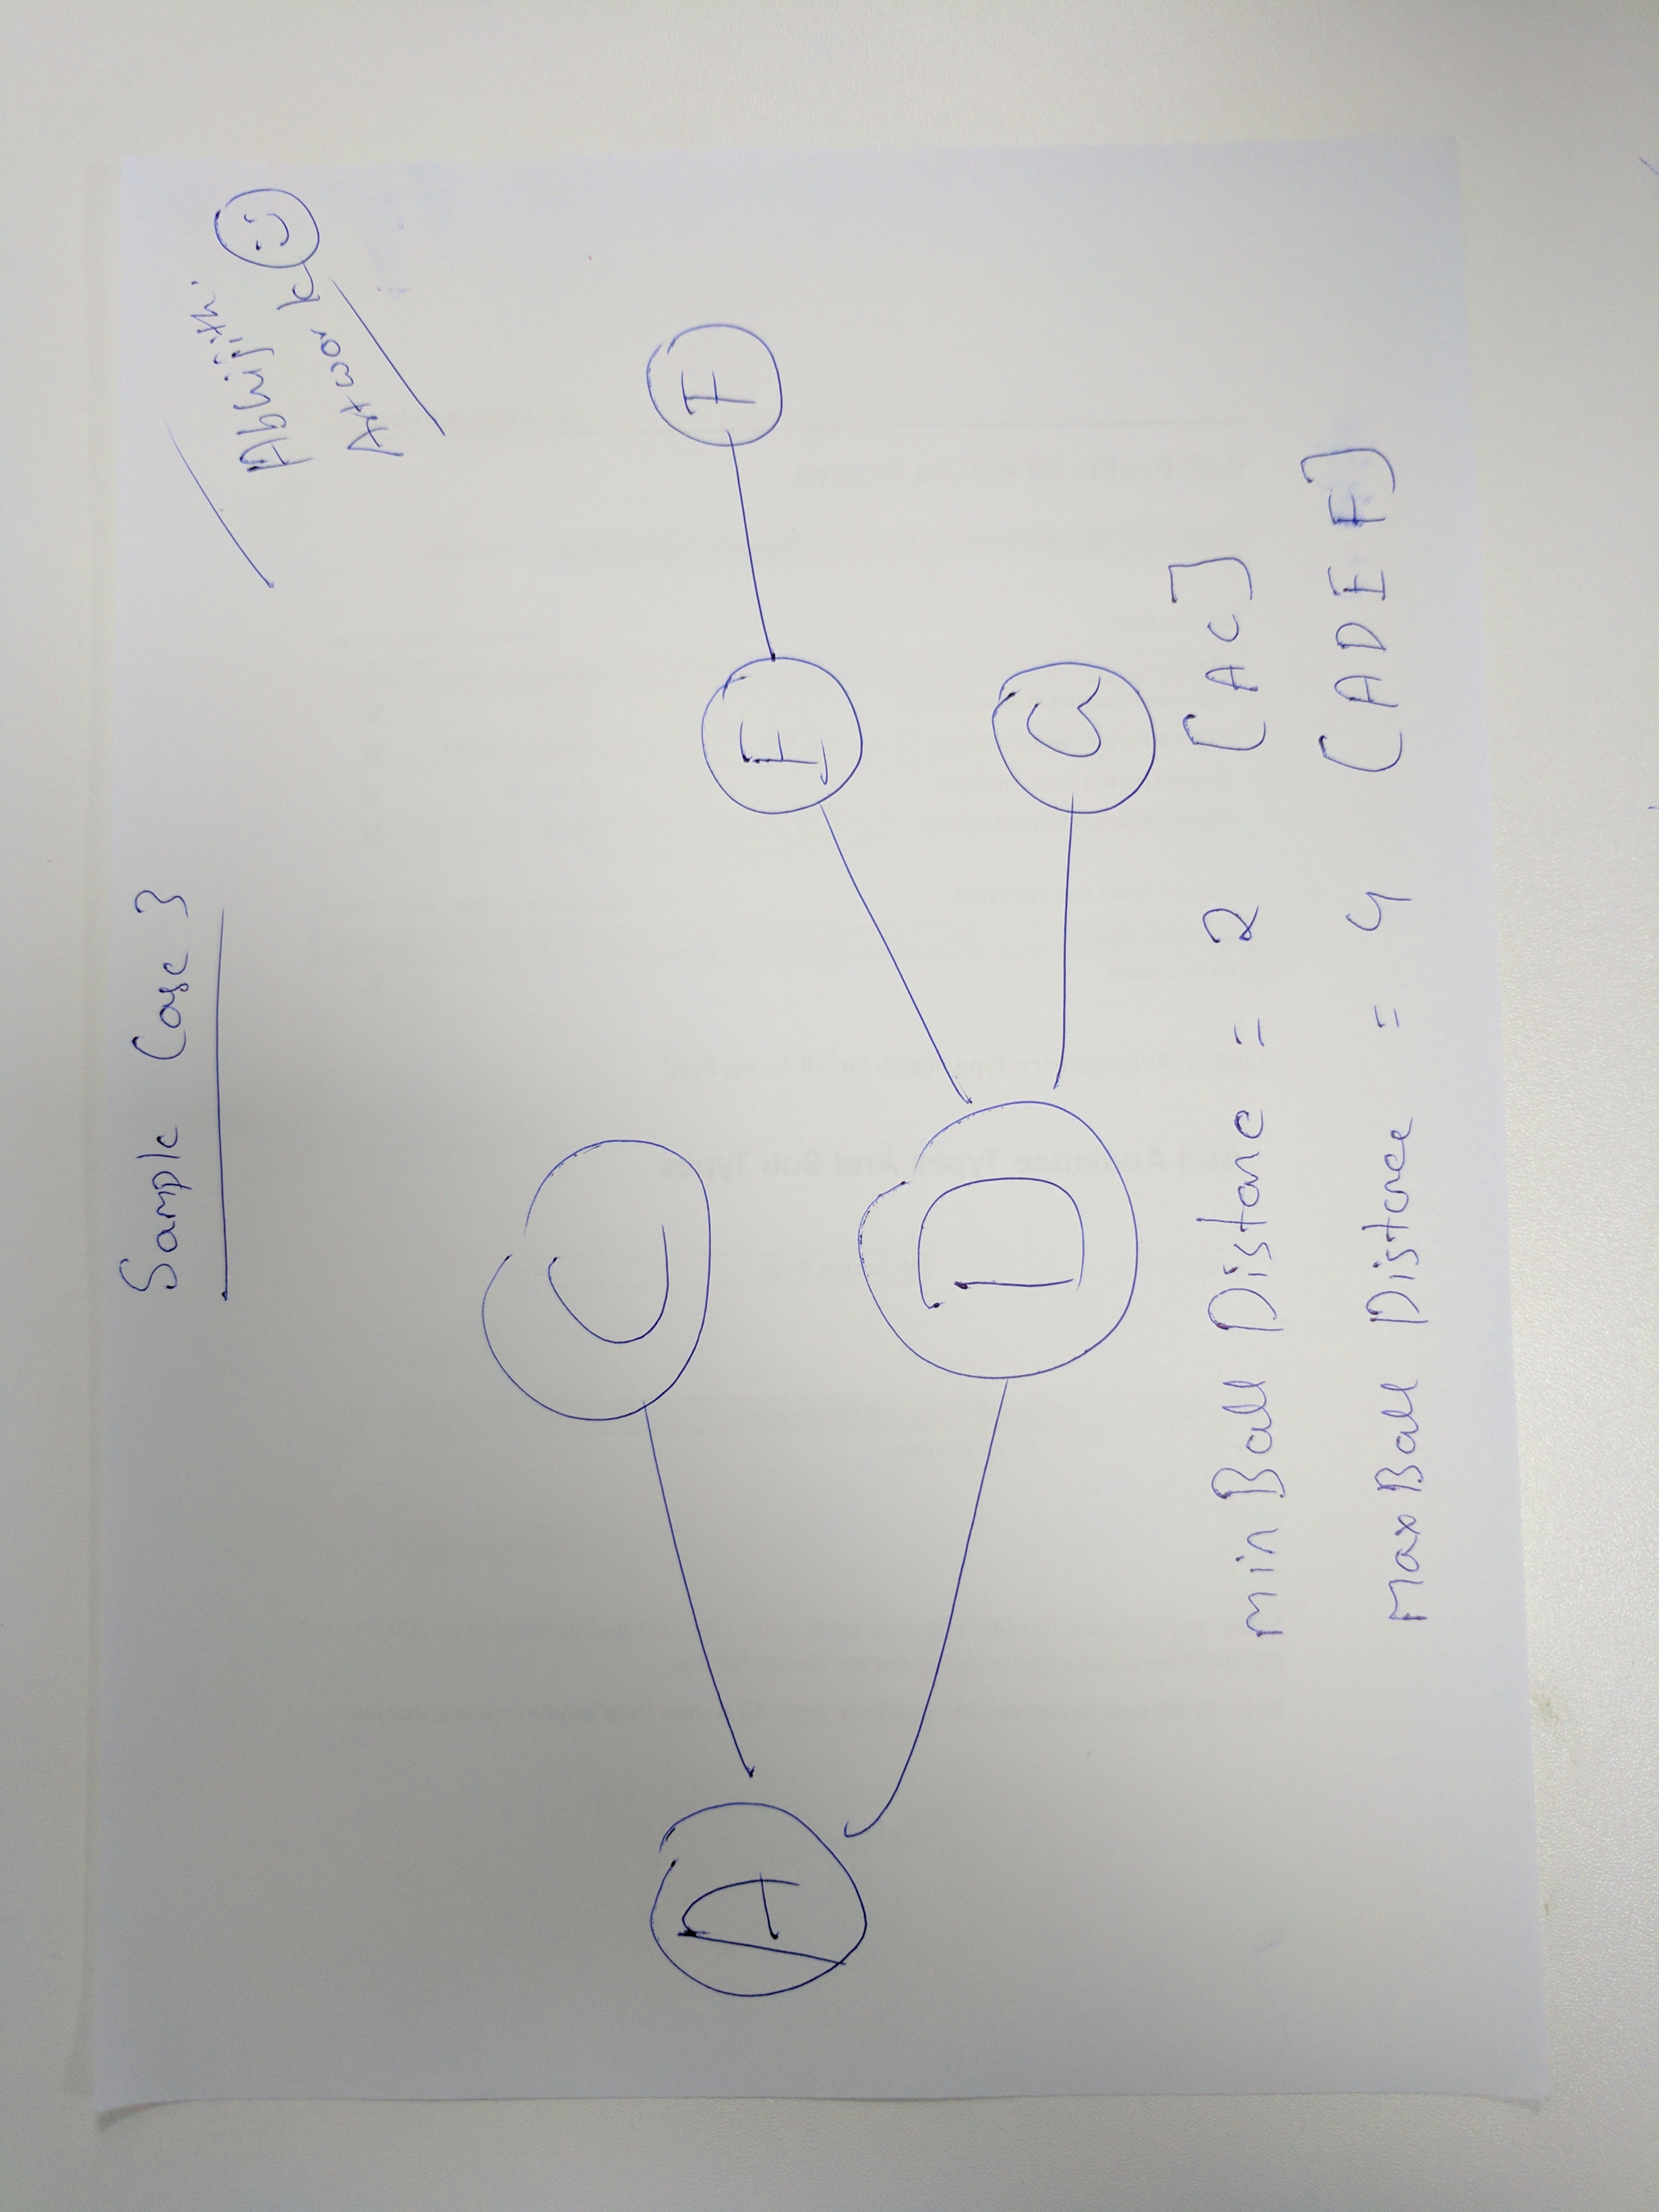 Sample Case 3
Abhijith.
Artwork
C
A
F
E
D
G
min Ball Distance = 2 [AC]
Max Ball Distance = 4 [ADEF]